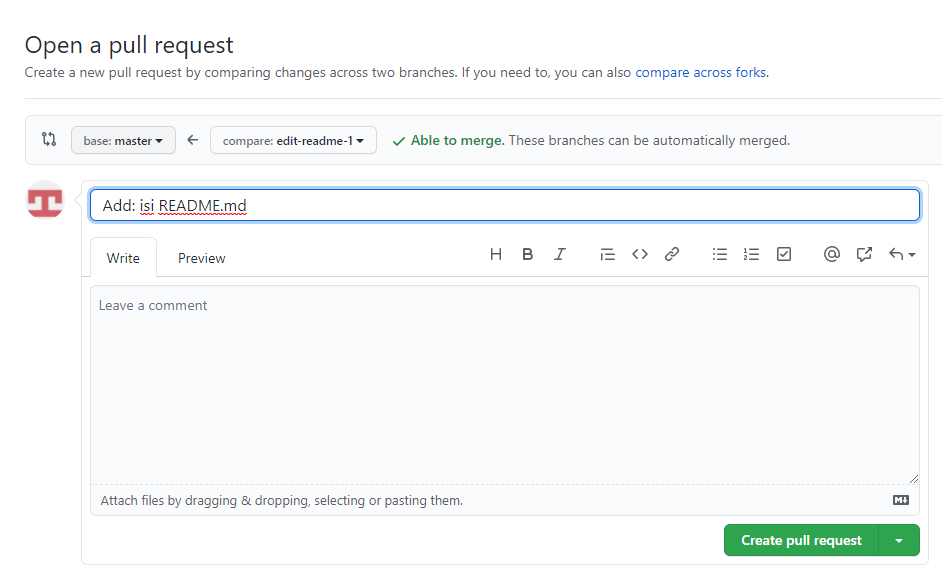 Open a pull request
Create a new pull request by comparing changes across two branches. If you need to, you can also compare across forks.
base: master compare: edit-readme-1 Able to merge. These branches can be automatically merged.
Add: isi README.md
Write Preview
Leave a comment
Attach files by dragging & dropping, selecting or pasting them.
Create pull request